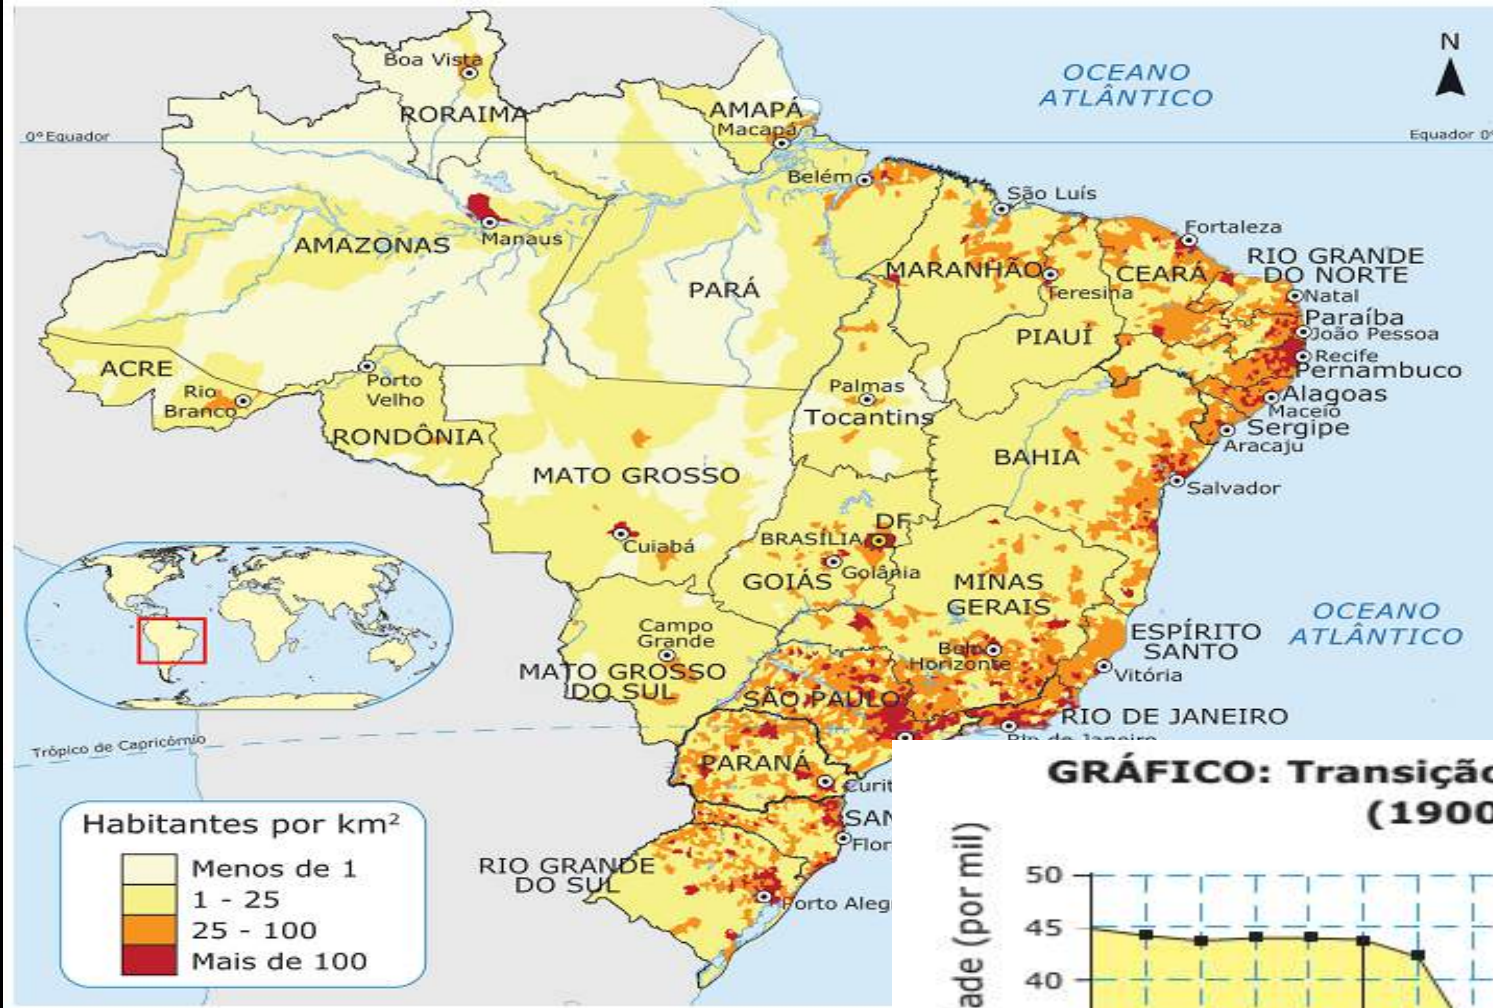 N
OCEANO
ATLÂNTICO
Boa Vista
RORAIMA
AMAPÁ
Macapá
0º Equador
Equador 0º
Belém
São Luís
Fortaleza
Manaus
AMAZONAS
MARANHÃO
Teresina
CEARÁ
RIO GRANDE
DO NORTE
Natal
PARÁ
Paraíba
João Pessoa
PIAUÍ
Recife
Pernambuco
ACRE
Rio
Branco
Porto
Velho
Palmas
Tocantins
Alagoas
Maceió
Sergipe
Aracaju
RONDÔNIA
BAHIA
MATO GROSSO
Salvador
Cuiabá
DF
BRASÍLIA
GOIÁS
Goiânia
MINAS
GERAIS
OCEANO
ATLÂNTICO
Campo
Grande
MATO GROSSO
DO SUL
Horizonte
ESPÍRITO
SANTO
Vitória
SÃO PAULO
RIO DE JANEIRO
Trópico de Capricórnio
PARANÁ
RIO GRANDE
DO SUL
Habitantes por km²
Menos de 1
1 - 25
25 - 100
Mais de 100
GRÁFICO:
(1900
(por mil)
50
45
40